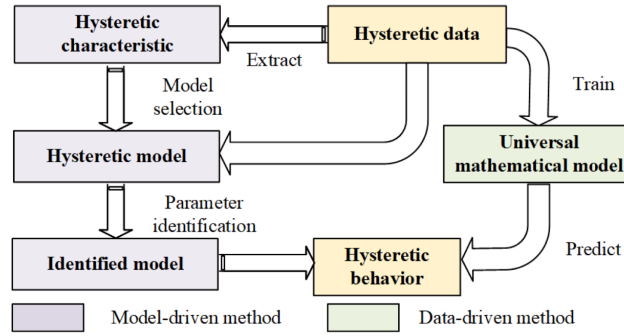 Hysteretic
characteristic
Extract
Hysteretic data
Train
Model
selection
Hysteretic model
Universal
mathematical model
Parameter
identification
Identified model
Hysteretic
behavior
Predict
Model-driven method
Data-driven method